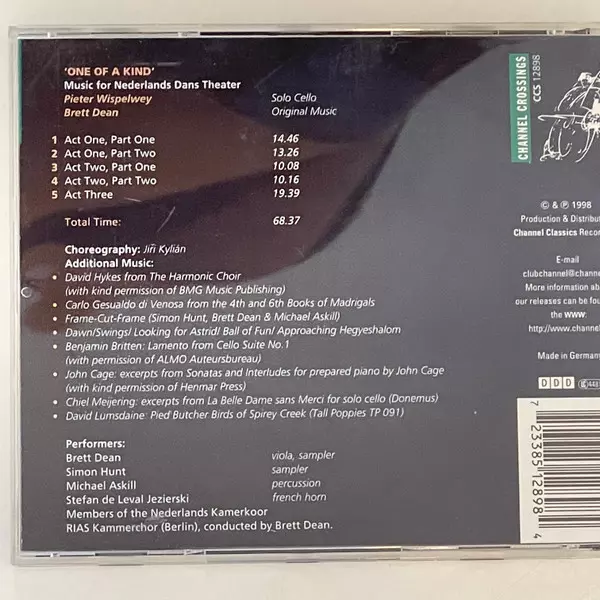 'ONE OF A KIND'
Music for Nederlands Dans Theater
Pieter Wispelwey Solo Cello
Brett Dean Original Music
1 Act One, Part One 14.46
2 Act One, Part Two 13.26
3 Act Two, Part One 10.08
4 Act Two, Part Two 10.16
5 Act Three 19.39
Total Time: 68.37
Choreography: Jiři Kylián
Additional Music:
• David Hykes from The Harmonic Choir
(with kind permission of BMG Music Publishing)
• Carlo Gesualdo di Venosa from the 4th and 6th Books of Madrigals
• Frame-Cut-Frame (Simon Hunt, Brett Dean & Michael Askill)
• Dawn/Swings/ Looking for Astrid/ Ball of Fun/ Approaching Hegyeshalom
• Benjamin Britten: Lamento from Cello Suite No.1
(with permission of ALMO Auteursbureau)
• John Cage: excerpts from Sonatas and Interludes for prepared piano by John Cage
(with kind permission of Henmar Press)
• Chiel Meijering: excerpts from La Belle Dame sans Merci for solo cello (Donemus)
• David Lumsdaine: Pied Butcher Birds of Spirey Creek (Tall Poppies TP 091)
Performers:
Brett Dean viola, sampler
Simon Hunt sampler
Michael Askill percussion
Stefan de Leval Jezierski french horn
Members of the Nederlands Kamerkoor
RIAS Kammerchor (Berlin), conducted by Brett Dean.
CHANNEL CROSSINGS
CCS 12898
© & ℗ 1998
Production & Distribut
Channel Classics Recor
E-mail
clubchannel@channel
More information abo
our releases can be fou
the WWW:
http://www.channel
Made in Germany
DDD
7 23385 12898 4